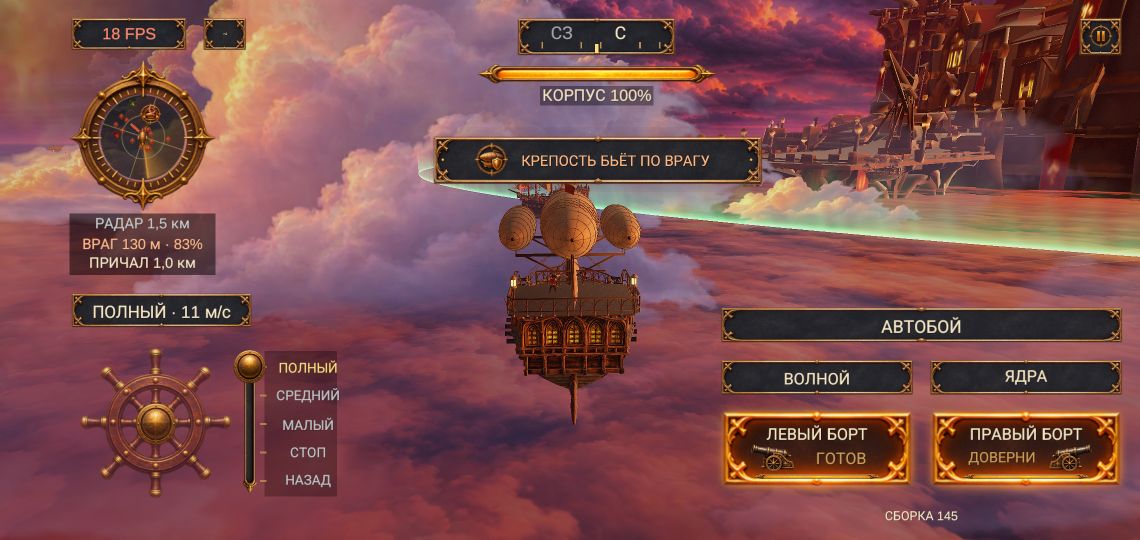 18 FPS
СЗ С
КОРПУС 100%
КРЕПОСТЬ БЬЁТ ПО ВРАГУ
РАДАР 1,5 км
ВРАГ 130 м · 83%
ПРИЧАЛ 1,0 км
ПОЛНЫЙ · 11 м/с
ПОЛНЫЙ
СРЕДНИЙ
МАЛЫЙ
СТОП
НАЗАД
АВТОБОЙ
ВОЛНОЙ
ЯДРА
ЛЕВЫЙ БОРТ
ГОТОВ
ПРАВЫЙ БОРТ
ДОВЕРНИ
СБОРКА 145